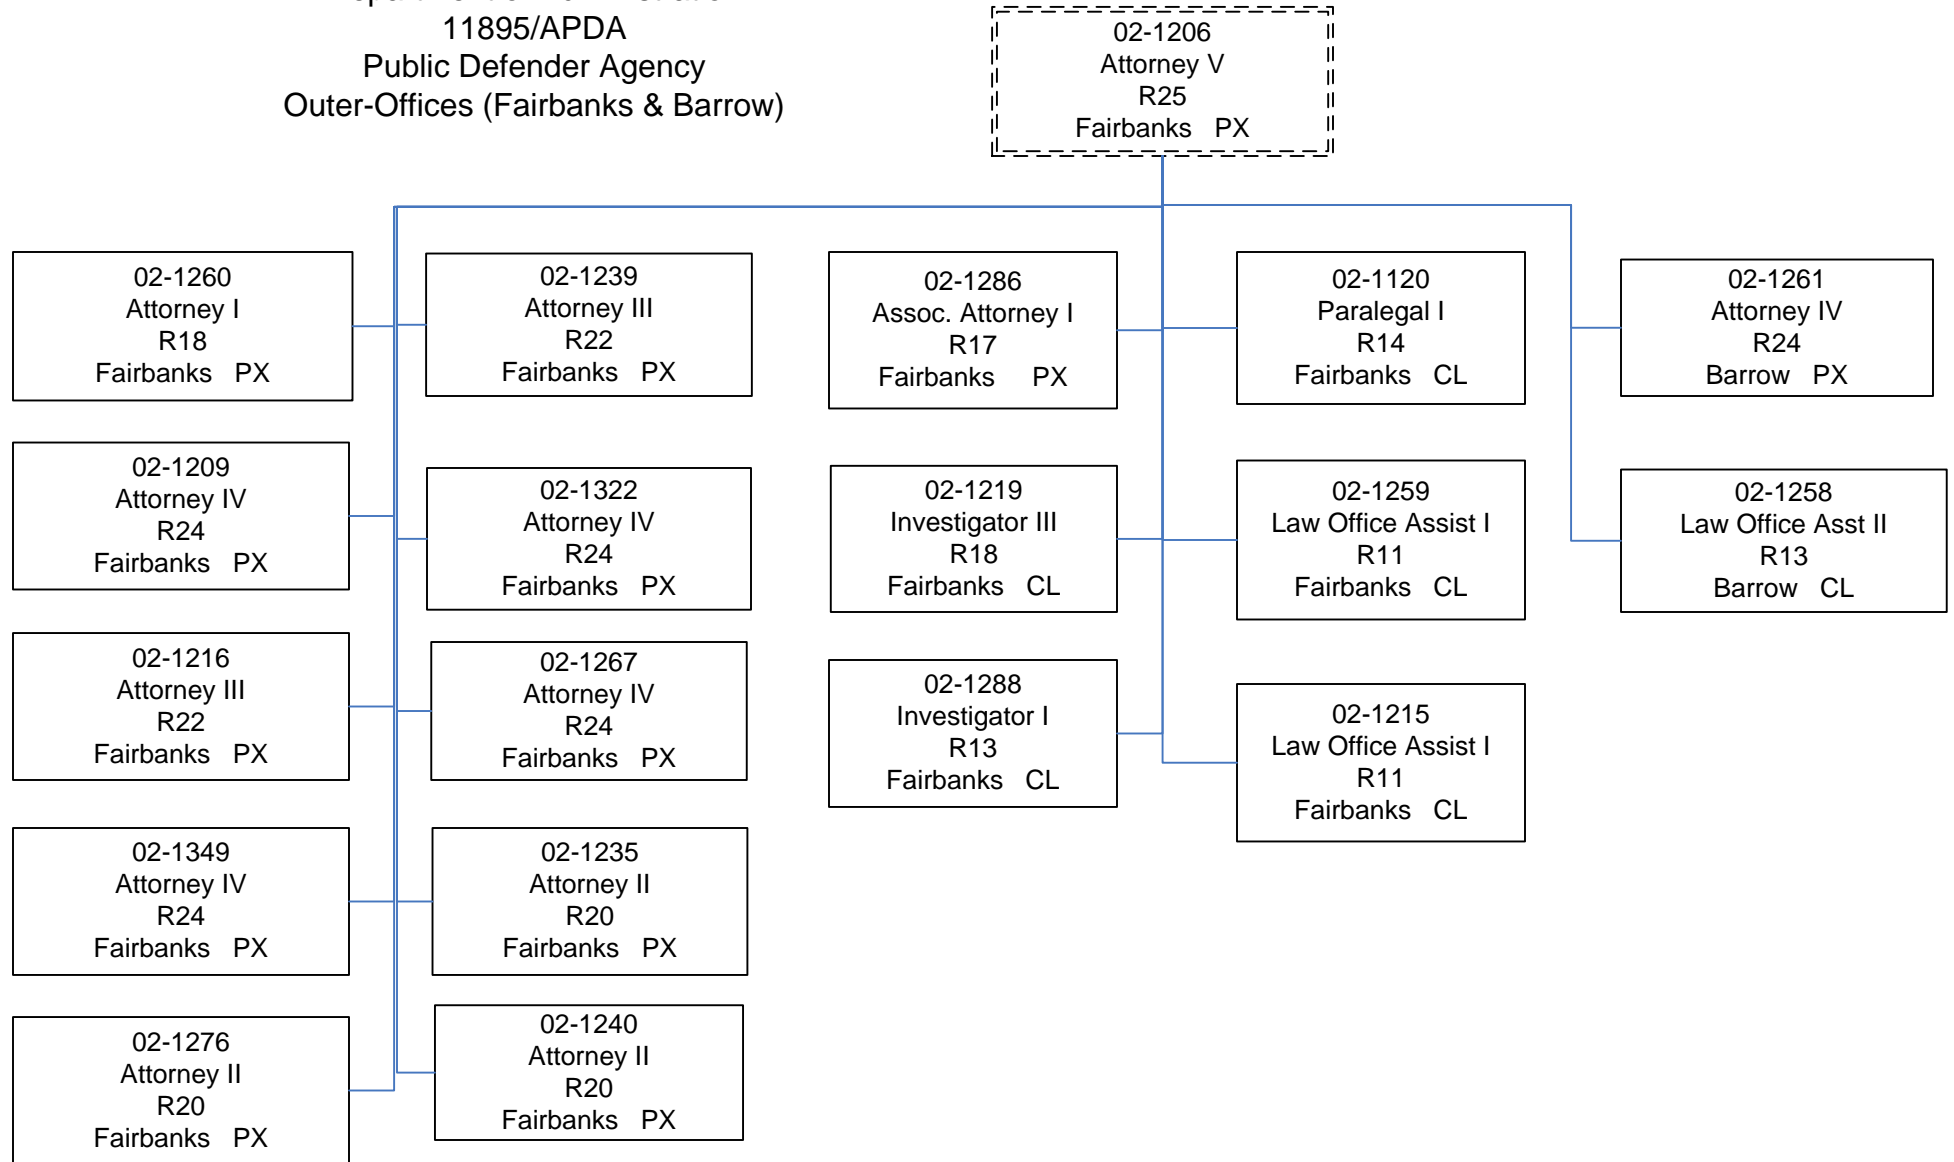 11895/APDA
Public Defender Agency
Outer-Offices (Fairbanks & Barrow)
02-1206
Attorney V
R25
Fairbanks PX
02-1260
Attorney I
R18
Fairbanks PX
02-1239
Attorney III
R22
Fairbanks PX
02-1286
Assoc. Attorney I
R17
Fairbanks PX
02-1120
Paralegal I
R14
Fairbanks CL
02-1261
Attorney IV
R24
Barrow PX
02-1209
Attorney IV
R24
Fairbanks PX
02-1322
Attorney IV
R24
Fairbanks PX
02-1219
Investigator III
R18
Fairbanks CL
02-1259
Law Office Assist I
R11
Fairbanks CL
02-1258
Law Office Asst II
R13
Barrow CL
02-1216
Attorney III
R22
Fairbanks PX
02-1267
Attorney IV
R24
Fairbanks PX
02-1288
Investigator I
R13
Fairbanks CL
02-1215
Law Office Assist I
R11
Fairbanks CL
02-1349
Attorney IV
R24
Fairbanks PX
02-1235
Attorney II
R20
Fairbanks PX
02-1276
Attorney II
R20
Fairbanks PX
02-1240
Attorney II
R20
Fairbanks PX